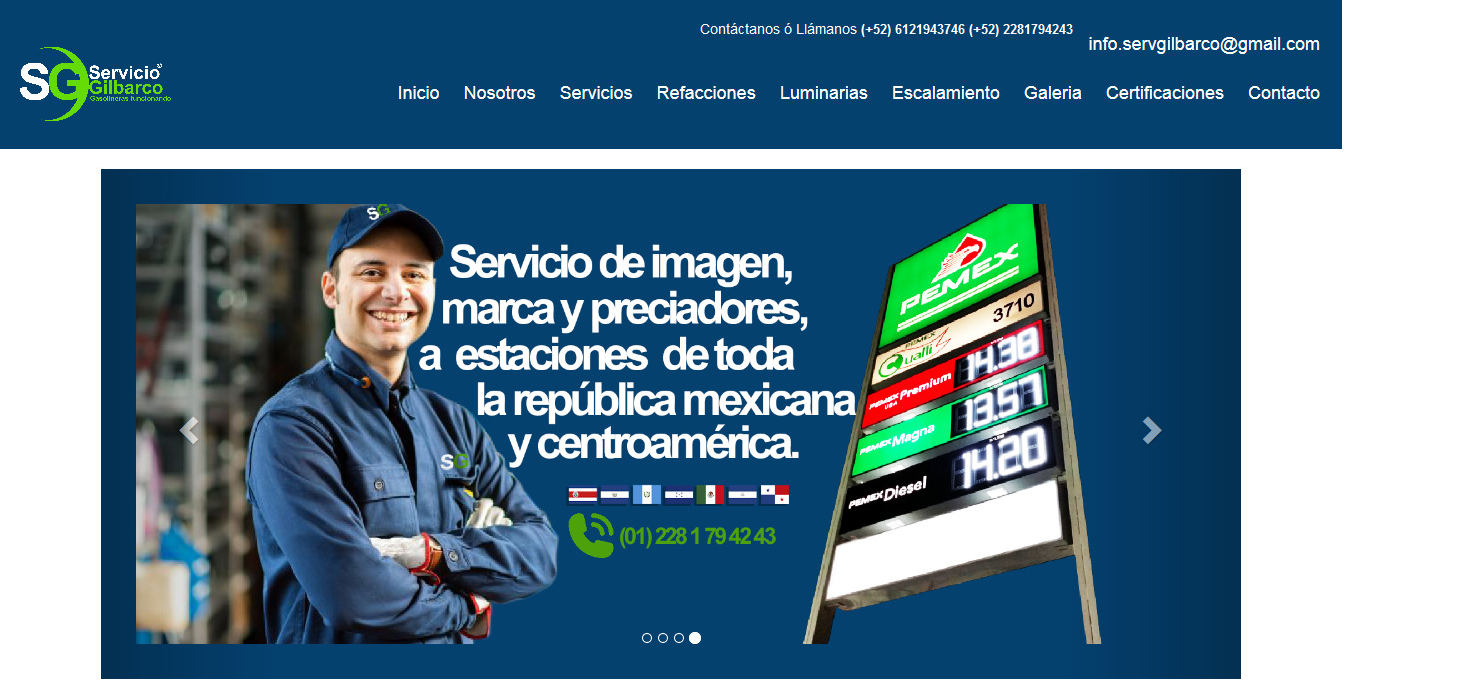 Contáctanos ó Llámanos (+52) 6121943746 (+52) 2281794243
info.servgilbarco@gmail.com
SG Servicio
Gilbarco
Gasolineras funcionando
Inicio Nosotros Servicios Refacciones Luminarias Escalamiento Galeria Certificaciones Contacto
SG
Servicio de imagen,
marca y preciadores,
a estaciones de toda
la república mexicana
y centroamérica.
(01) 228 1 79 42 43
SG
PEMEX
3710
PEMEX
Cualli
PEMEX Premium 14.38
USA
PEMEX Magna 13.57
PEMEX Diesel 14.28